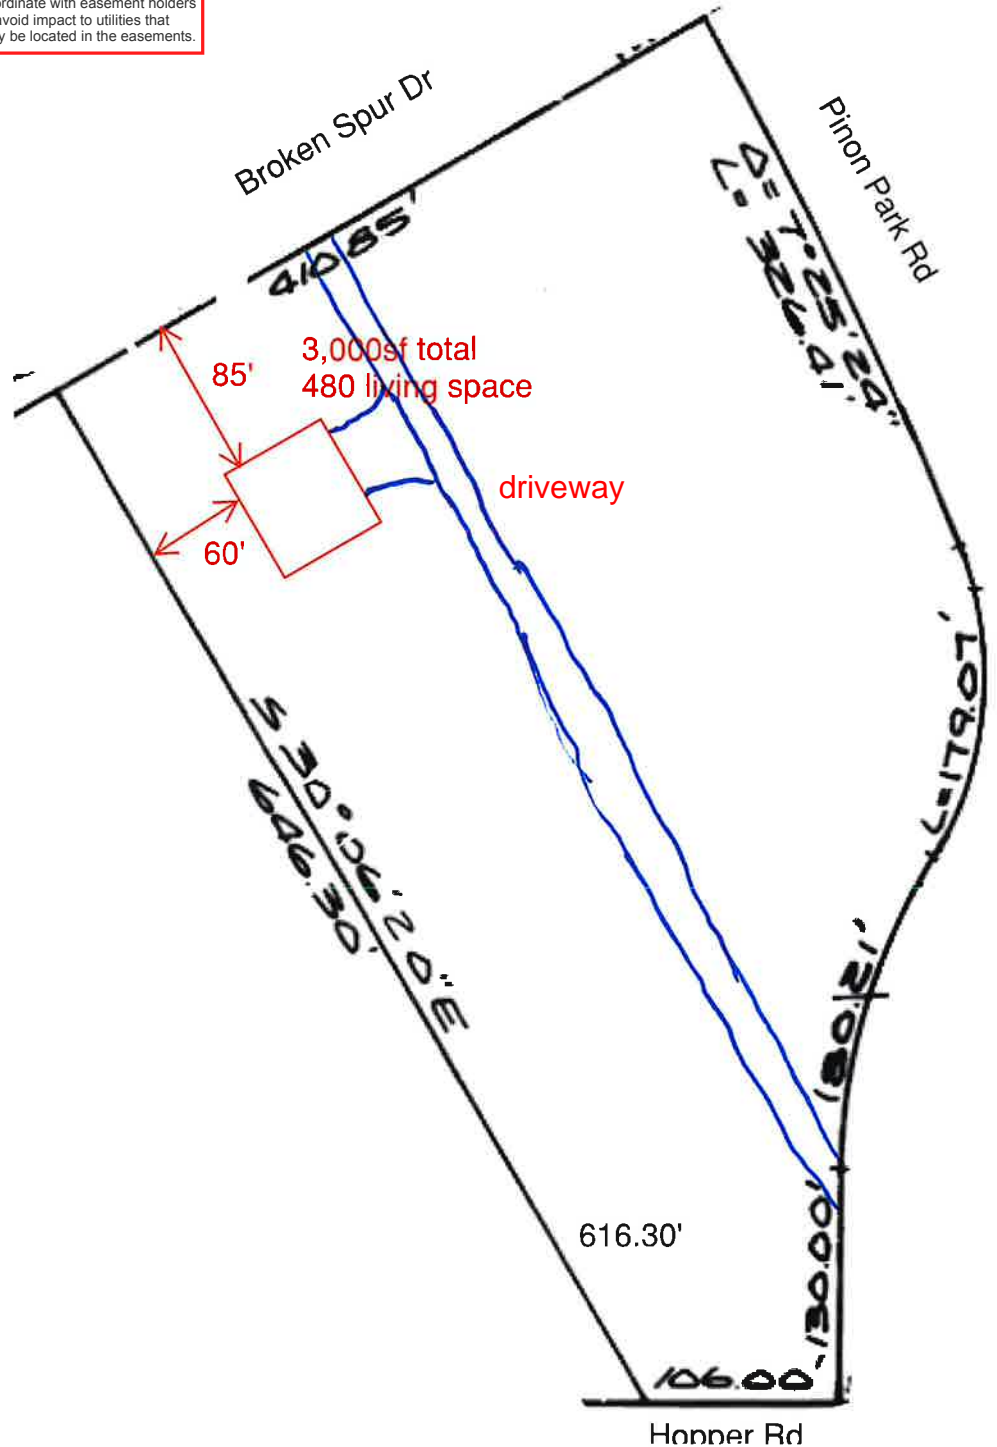 ordinate with easement holders
avoid impact to utilities that
y be located in the easements.
Broken Spur Dr
Pinon Park Rd
410 85'
Δ= 7°25'24"
L= 326.41'
85'
3,000sf total
480 living space
driveway
60'
L=179.07'
S 30°06'20"E
646.30'
180.21'
616.30'
130.00'
106.00
Hopper Rd